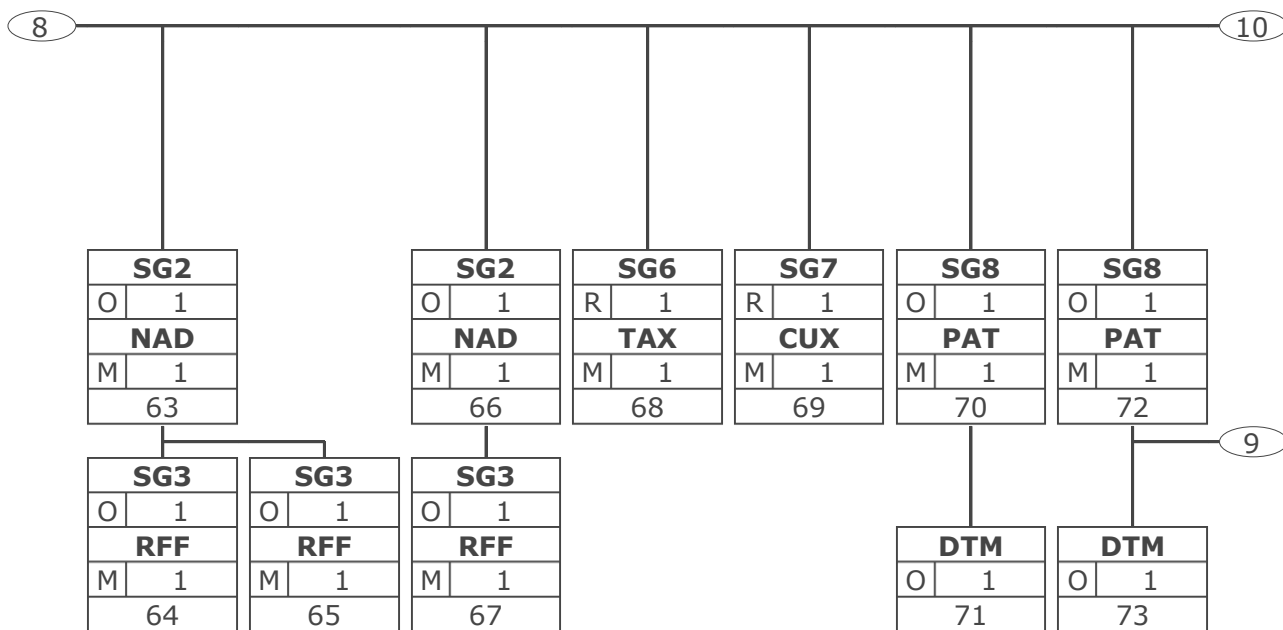 8 10
SG2 SG2 SG6 SG7 SG8 SG8
O 1 O 1 R 1 R 1 O 1 O 1
NAD NAD TAX CUX PAT PAT
M 1 M 1 M 1 M 1 M 1 M 1
63 66 68 69 70 72
9
SG3 SG3 SG3
O 1 O 1 O 1
RFF RFF RFF DTM DTM
M 1 M 1 M 1 O 1 O 1
64 65 67 71 73